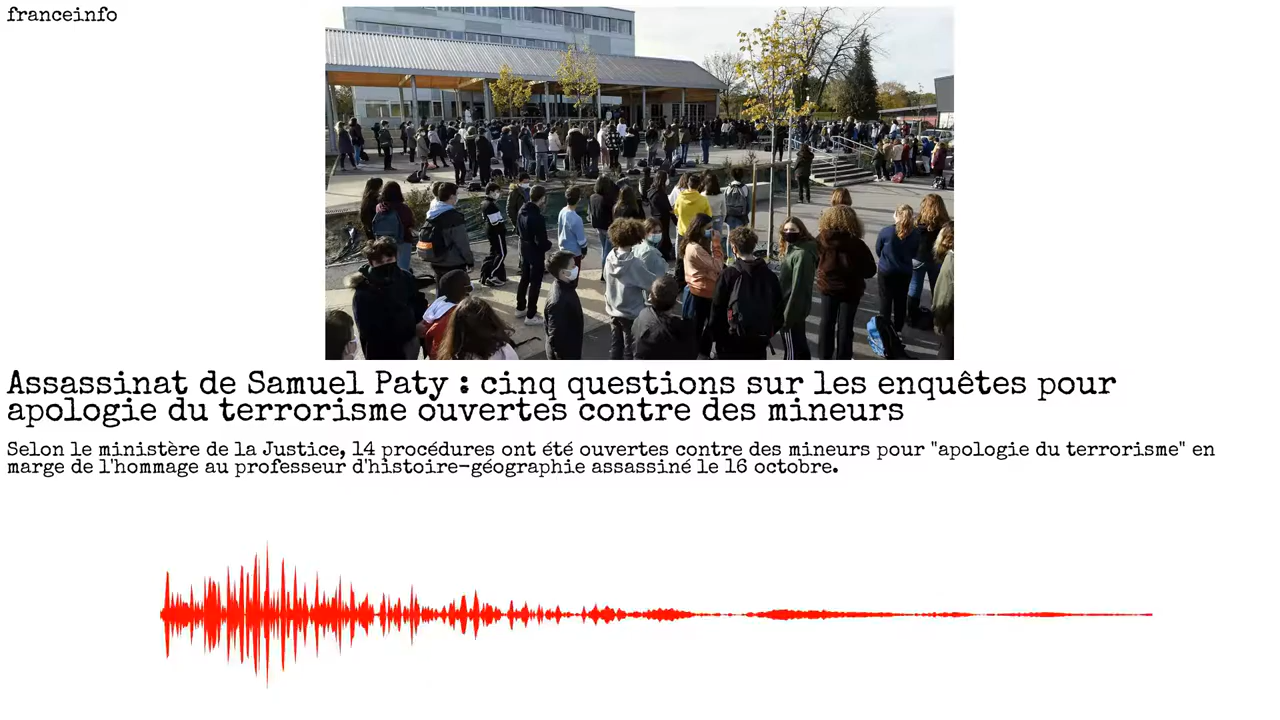 franceinfo
Assassinat de Samuel Paty : cinq questions sur les enquêtes pour
apologie du terrorisme ouvertes contre des mineurs
Selon le ministère de la Justice, 14 procédures ont été ouvertes contre des mineurs pour "apologie du terrorisme" en
marge de l'hommage au professeur d'histoire-géographie assassiné le 16 octobre.